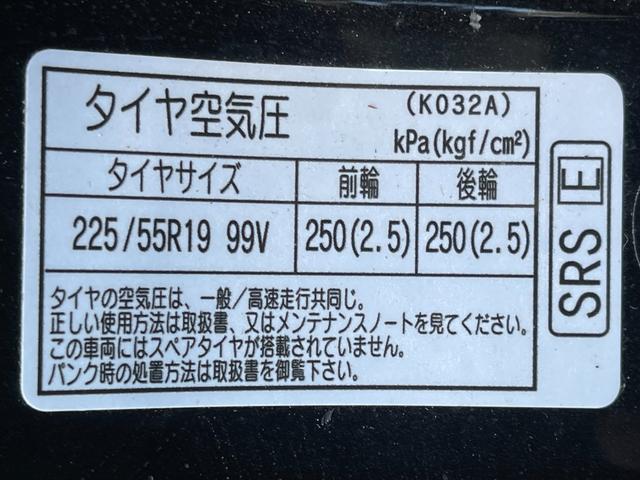 タイヤ空気圧 (K032A)
kPa(kgf/cm²)
タイヤサイズ 前輪 後輪
225/55R19 99V 250(2.5) 250(2.5)
タイヤの空気圧は、一般/高速走行共同じ。
正しい使用方法は取扱書、又はメンテナンスノートを見てください。
この車両にはスペアタイヤが搭載されていません。
パンク時の処置方法は取扱書を御覧下さい。
SRS E